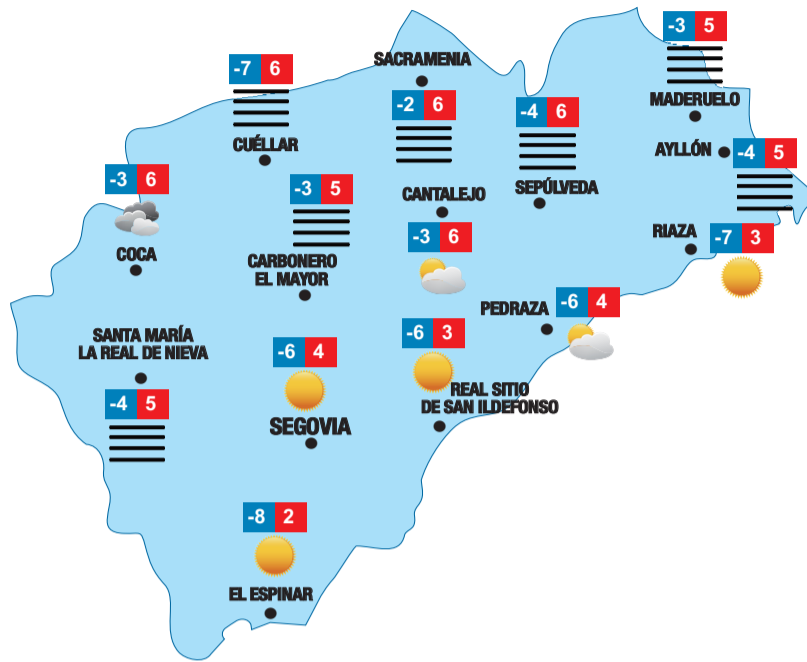 -3 5
MADERUELO
-7 6
CUÉLLAR
SACRAMENIA
-2 6
-4 6
SEPÚLVEDA
AYLLÓN
-4 5
-3 6
COCA
-3 5
CARBONERO
EL MAYOR
CANTALEJO
-3 6
RIAZA
-7 3
PEDRAZA
-6 4
SANTA MARÍA
LA REAL DE NIEVA
-4 5
-6 4
SEGOVIA
-6 3
REAL SITIO
DE SAN ILDEFONSO
-8 2
EL ESPINAR